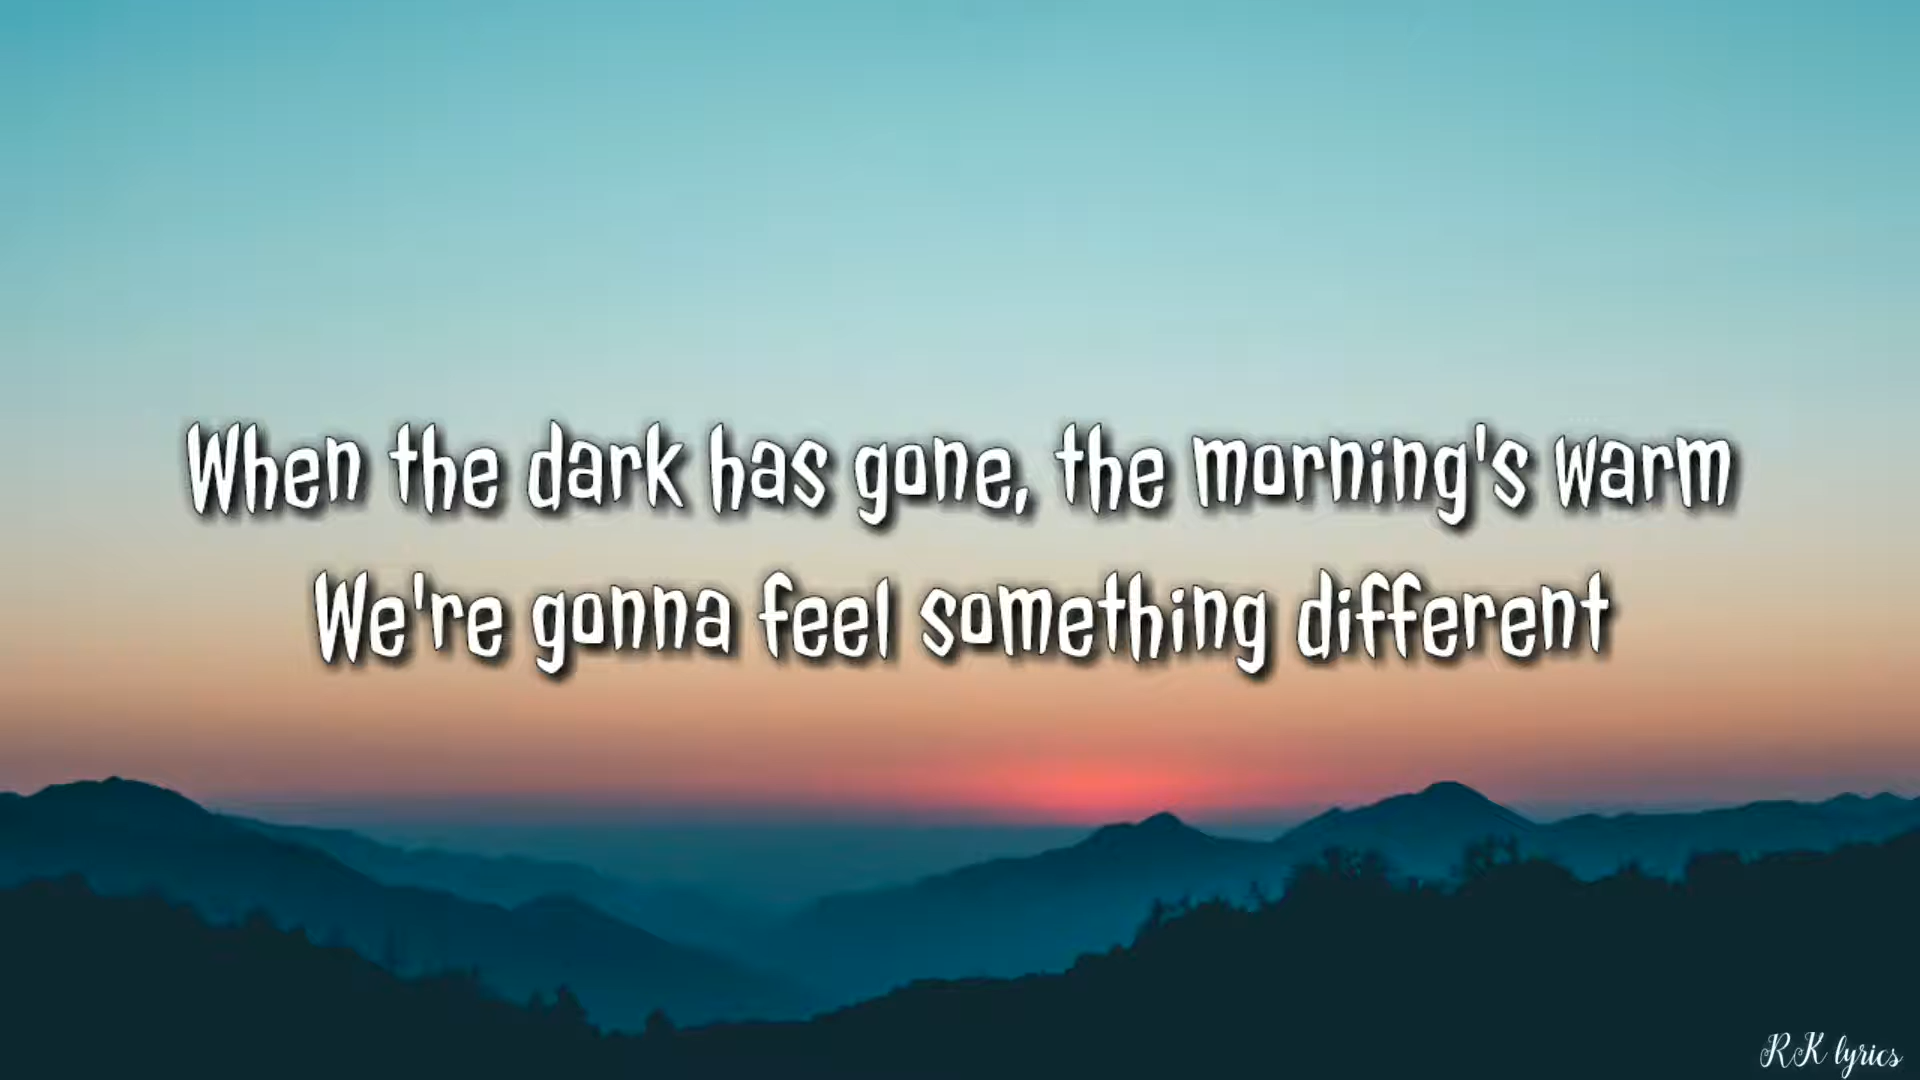 When the dark has gone, the morning's warm
We're gonna feel something different
RK lyrics